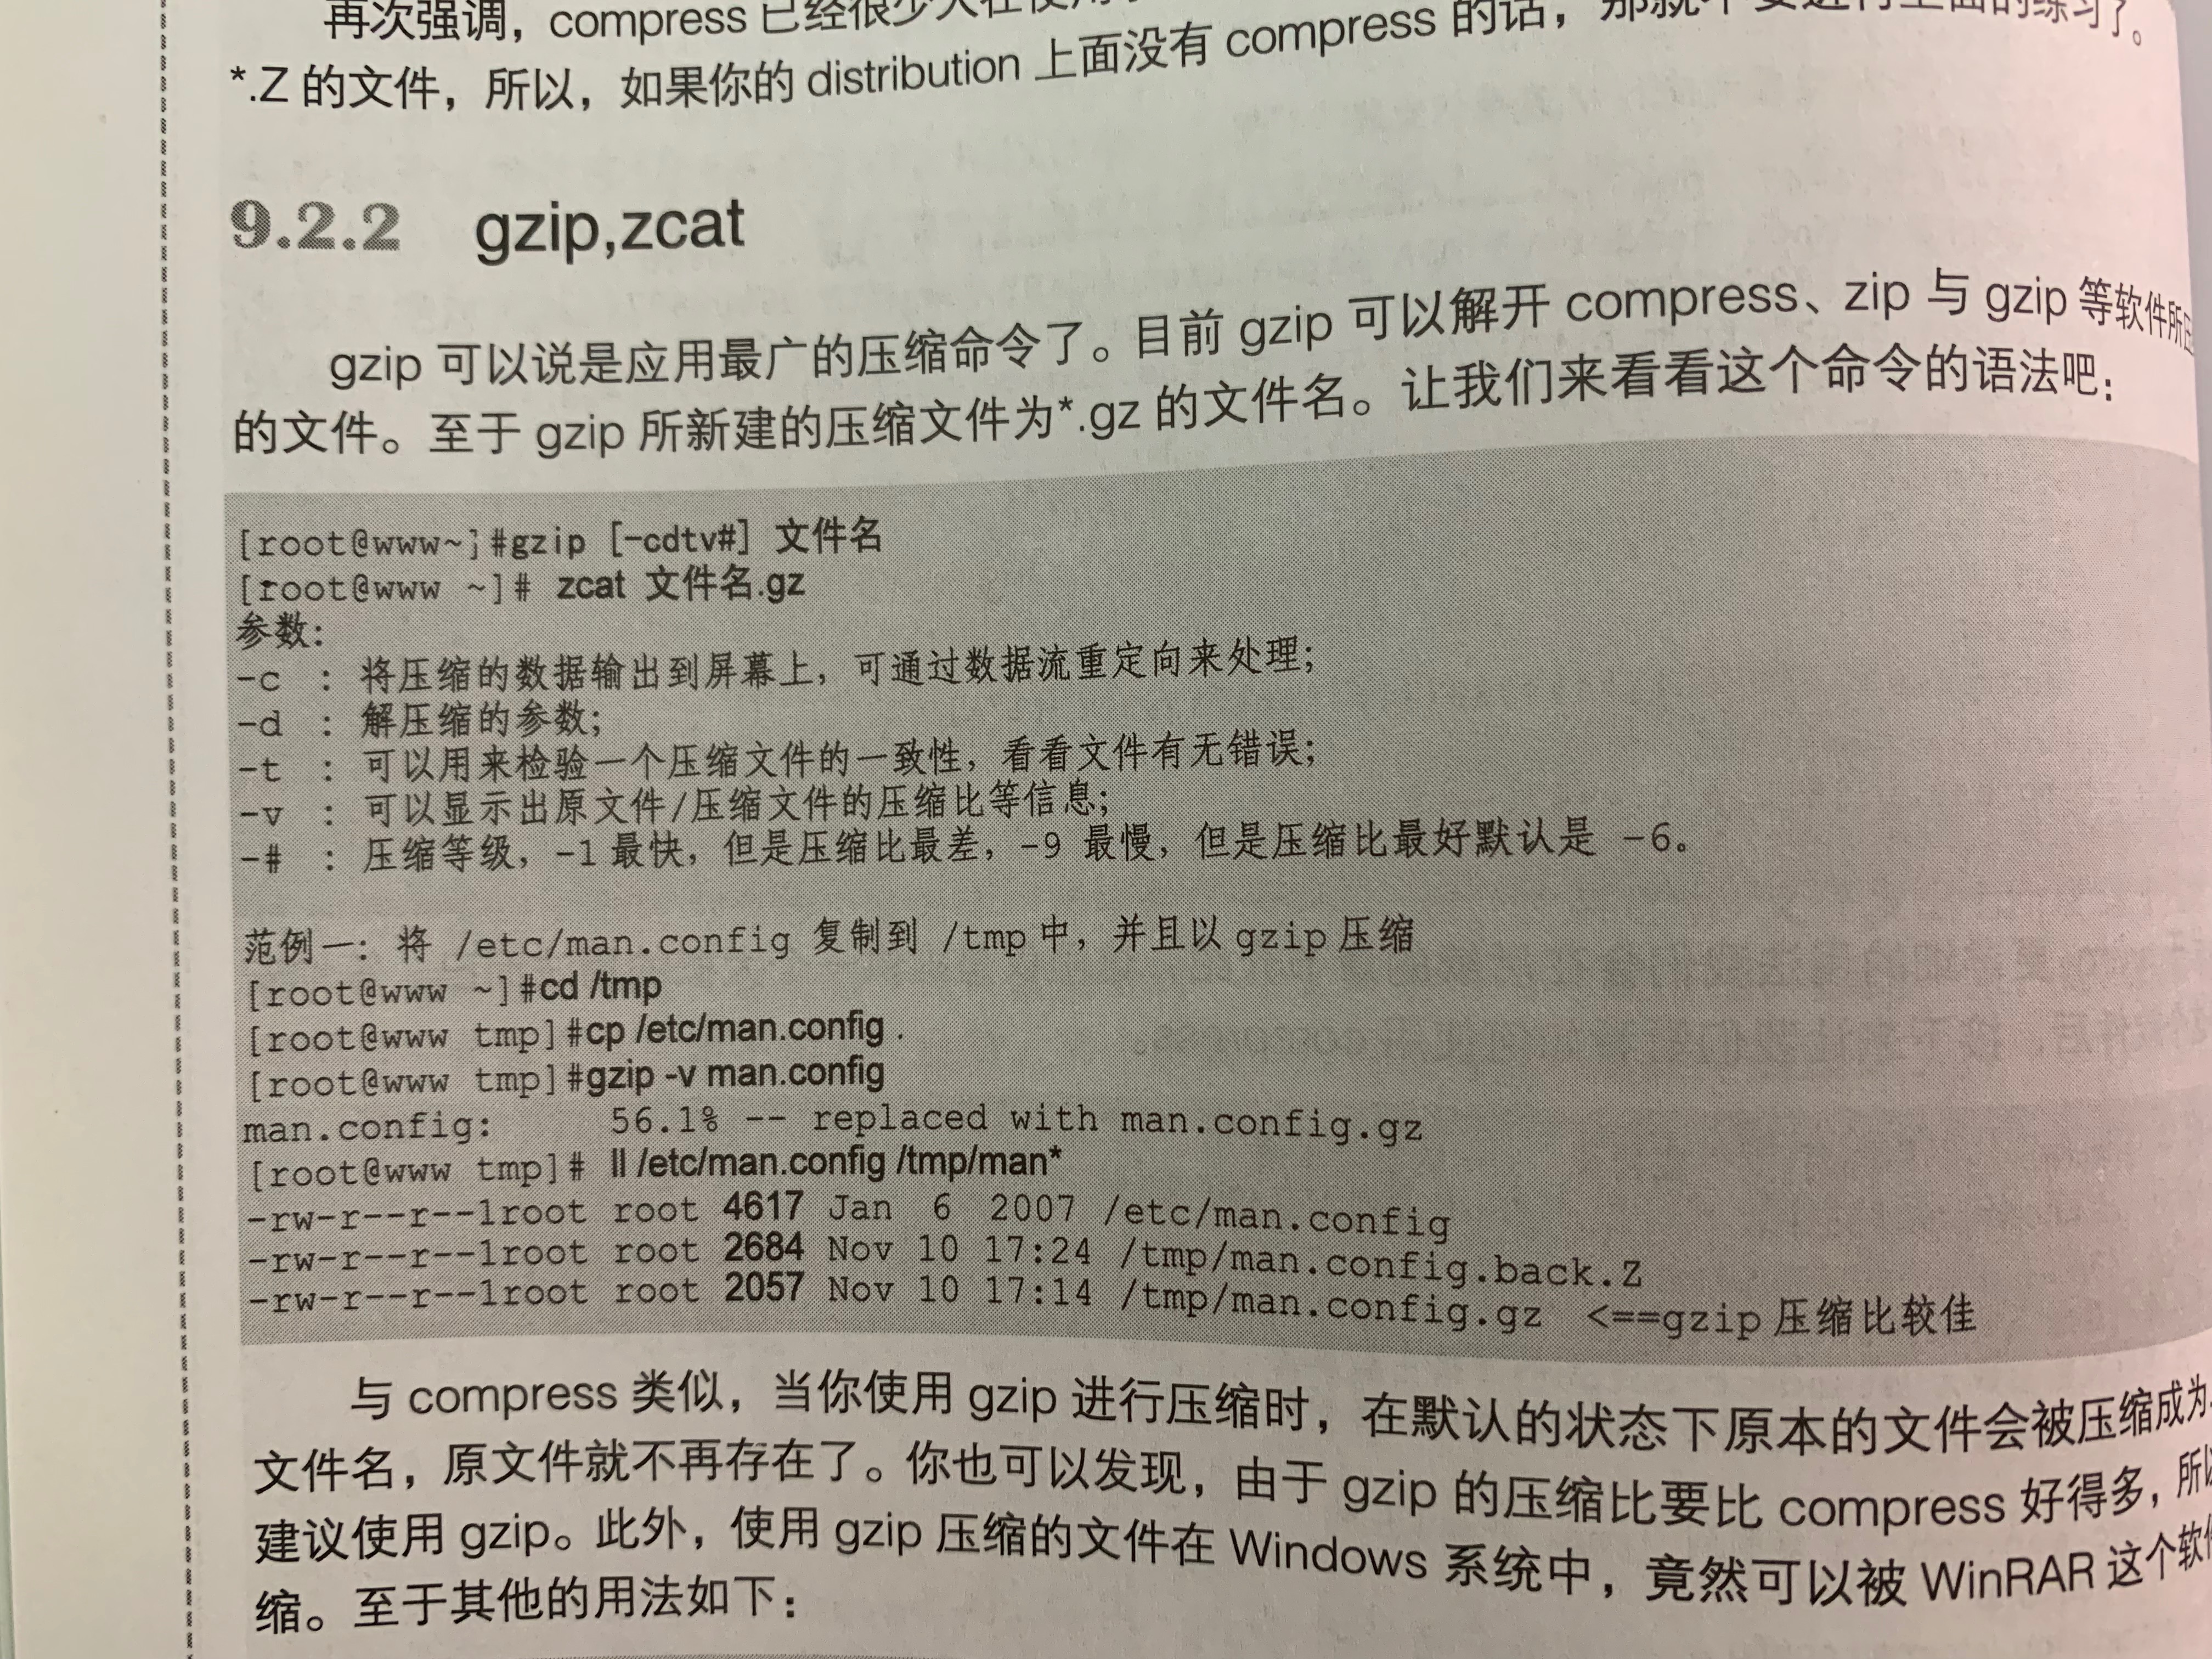 再次强调，compress 已经很少人在使用
*.Z 的文件，所以，如果你的 distribution 上面没有 compress 的话，那就不要进行上面的练习了。
9.2.2 gzip,zcat
gzip 可以说是应用最广的压缩命令了。目前 gzip 可以解开 compress、zip 与 gzip 等软件所压
的文件。至于 gzip 所新建的压缩文件为*.gz 的文件名。让我们来看看这个命令的语法吧：
[root@www~]#gzip [-cdtv#] 文件名
[root@www ~]# zcat 文件名.gz
参数：
-c : 将压缩的数据输出到屏幕上，可通过数据流重定向来处理；
-d : 解压缩的参数；
-t : 可以用来检验一个压缩文件的一致性，看看文件有无错误；
-v : 可以显示出原文件/压缩文件的压缩比等信息；
-# : 压缩等级，-1 最快，但是压缩比最差，-9 最慢，但是压缩比最好默认是 -6。
范例一：将 /etc/man.config 复制到 /tmp 中，并且以 gzip 压缩
[root@www ~]#cd /tmp
[root@www tmp]#cp /etc/man.config .
[root@www tmp]#gzip -v man.config
man.config: 56.1% -- replaced with man.config.gz
[root@www tmp]# ll /etc/man.config /tmp/man*
-rw-r--r--1root root 4617 Jan 6 2007 /etc/man.config
-rw-r--r--1root root 2684 Nov 10 17:24 /tmp/man.config.back.Z
-rw-r--r--1root root 2057 Nov 10 17:14 /tmp/man.config.gz <==gzip 压缩比较佳
与 compress 类似，当你使用 gzip 进行压缩时，在默认的状态下原本的文件会被压缩成为
文件名，原文件就不再存在了。你也可以发现，由于 gzip 的压缩比要比 compress 好得多，所以
建议使用 gzip。此外，使用 gzip 压缩的文件在 Windows 系统中，竟然可以被 WinRAR 这个软件
缩。至于其他的用法如下：